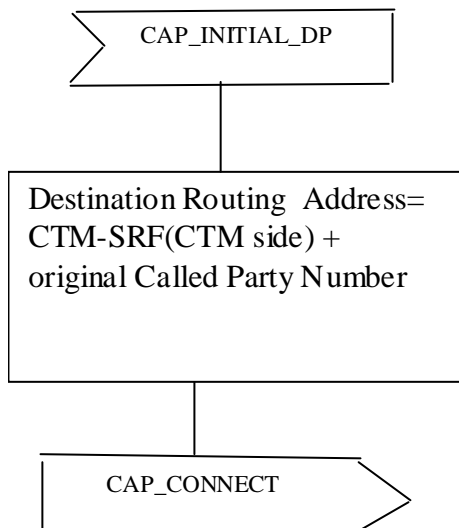 CAP_INITIAL_DP
Destination Routing Address=
CTM-SRF(CTM side) +
original Called Party Number
CAP_CONNECT